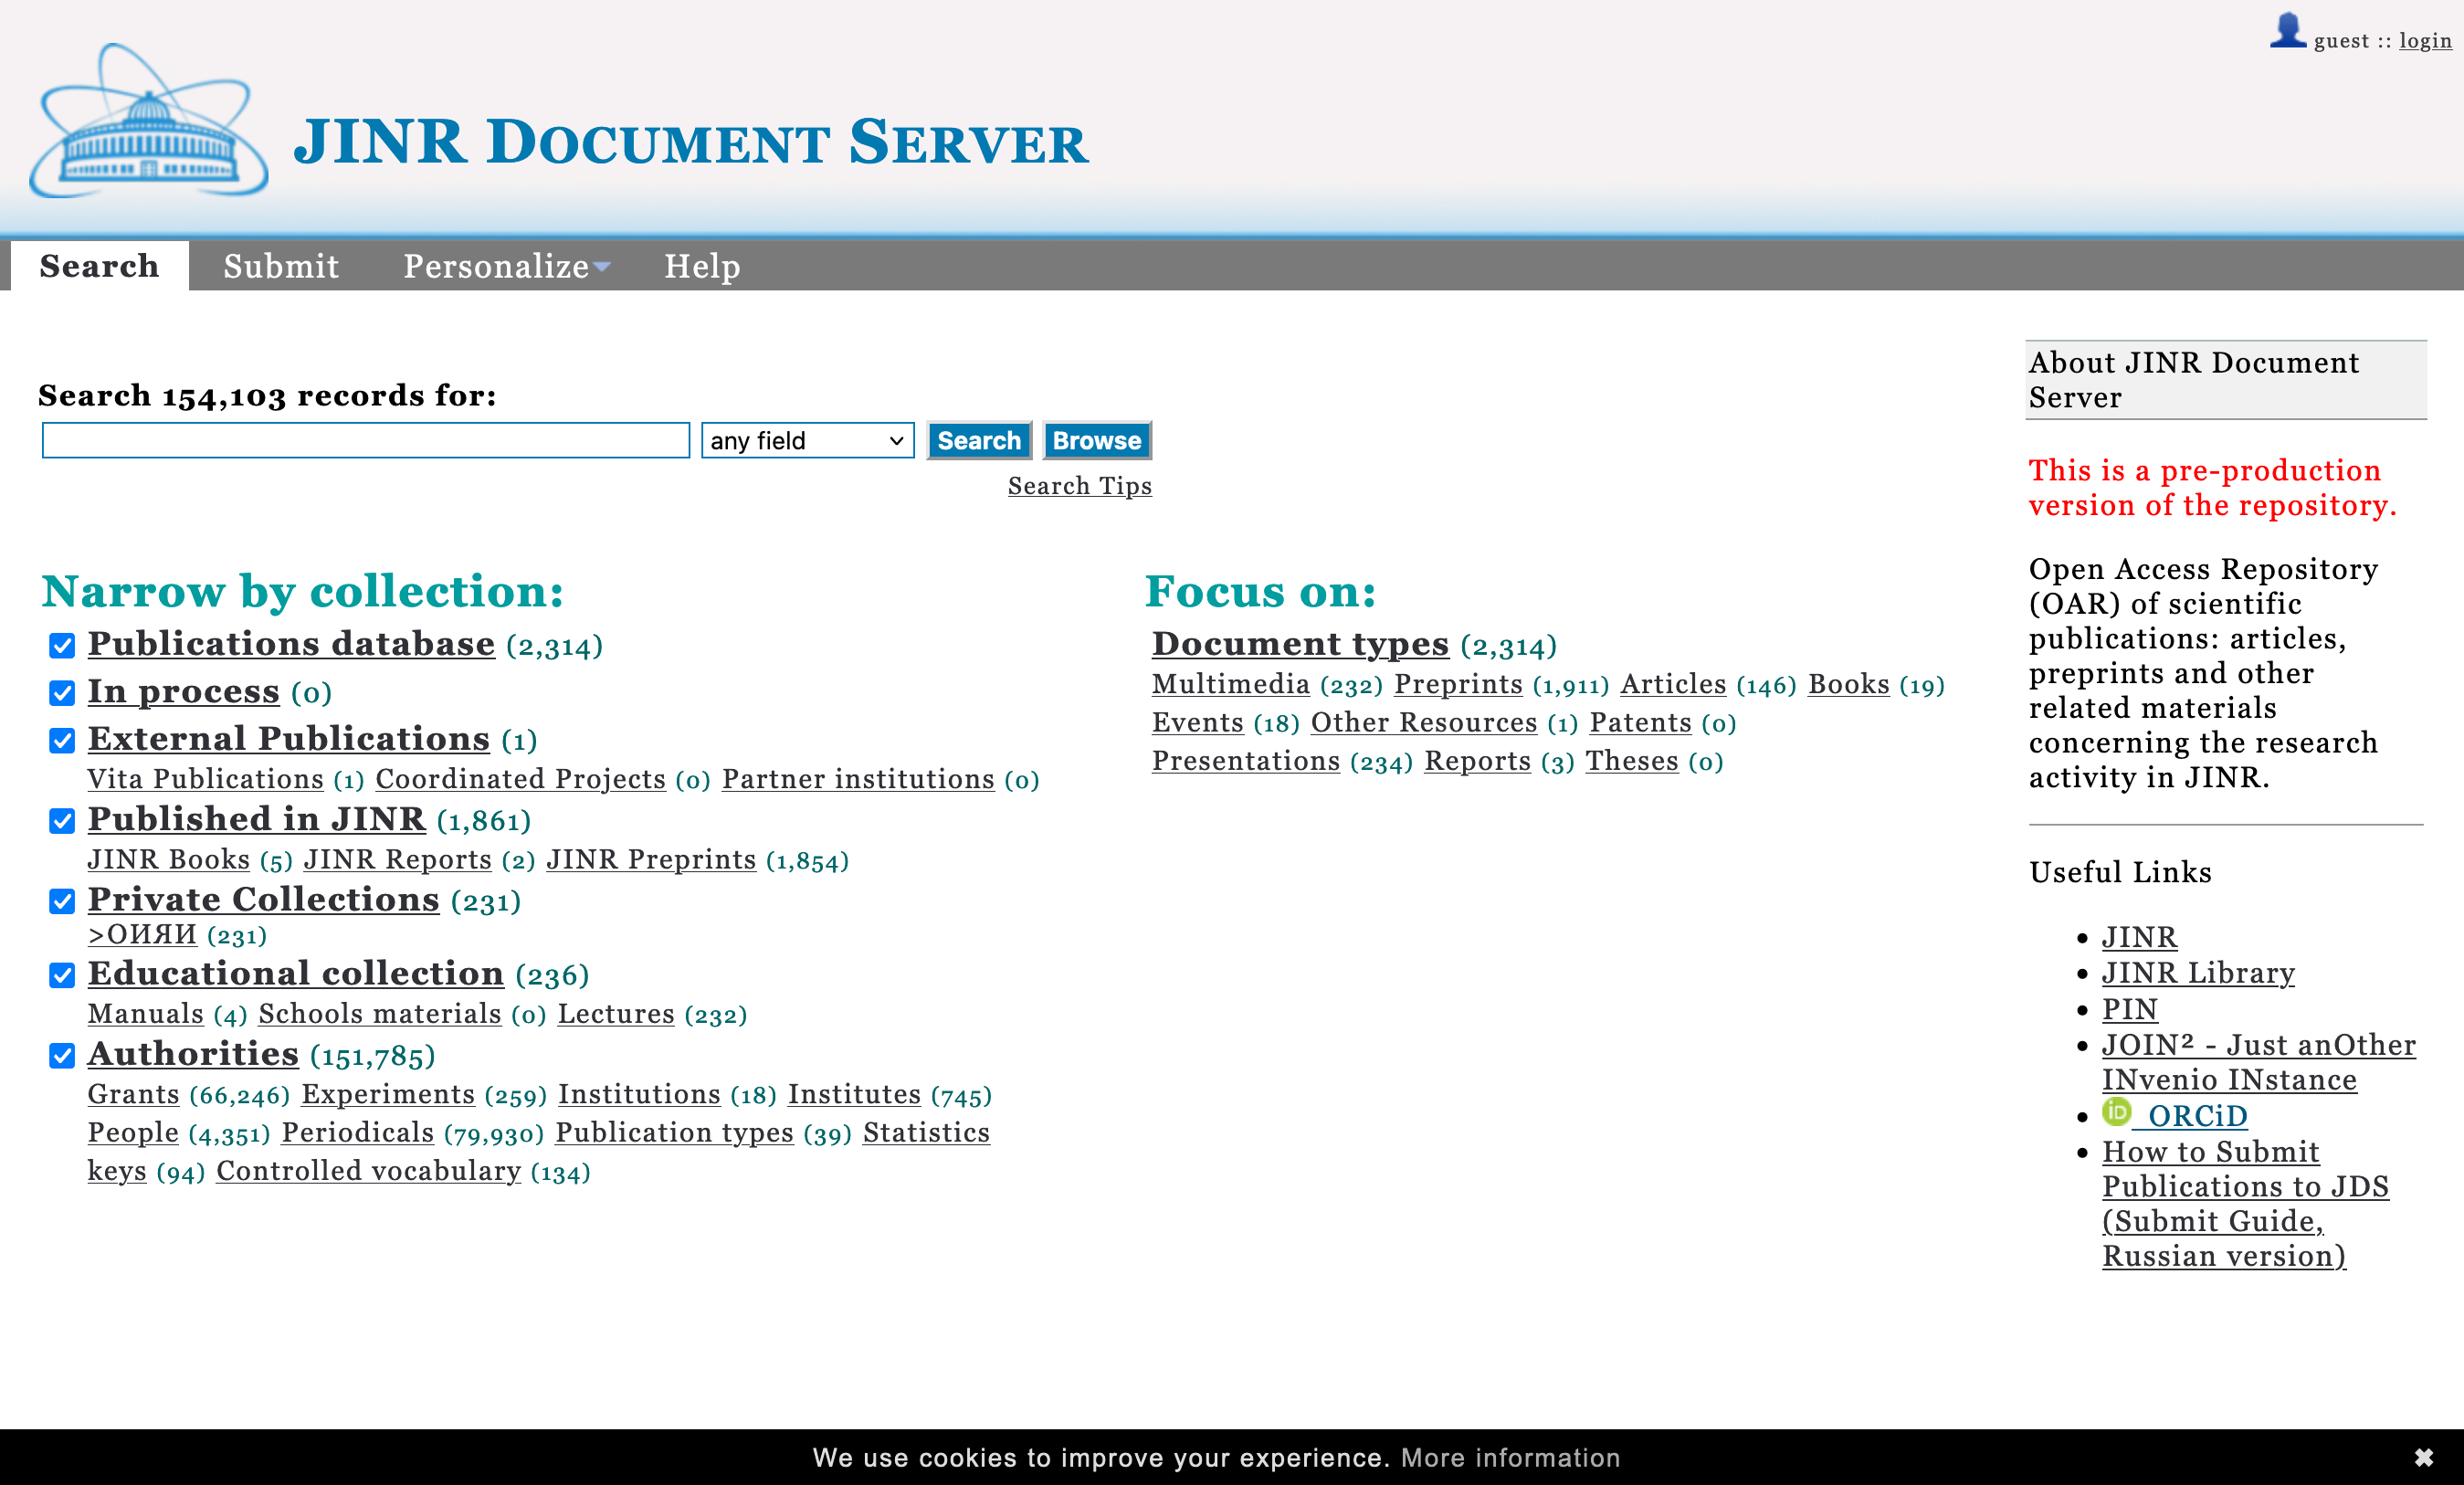 guest :: login
JINR Document Server
Search Submit Personalize Help
Search 154,103 records for:
any field Search Browse
Search Tips
Narrow by collection:
Publications database (2,314)
In process (0)
External Publications (1)
Vita Publications (1) Coordinated Projects (0) Partner institutions (0)
Published in JINR (1,861)
JINR Books (5) JINR Reports (2) JINR Preprints (1,854)
Private Collections (231)
>ОИЯИ (231)
Educational collection (236)
Manuals (4) Schools materials (0) Lectures (232)
Authorities (151,785)
Grants (66,246) Experiments (259) Institutions (18) Institutes (745)
People (4,351) Periodicals (79,930) Publication types (39) Statistics
keys (94) Controlled vocabulary (134)
Focus on:
Document types (2,314)
Multimedia (232) Preprints (1,911) Articles (146) Books (19)
Events (18) Other Resources (1) Patents (0)
Presentations (234) Reports (3) Theses (0)
About JINR Document
Server
This is a pre-production
version of the repository.
Open Access Repository
(OAR) of scientific
publications: articles,
preprints and other
related materials
concerning the research
activity in JINR.
Useful Links
JINR
JINR Library
PIN
JOIN² - Just anOther
INvenio INstance
iD ORCiD
How to Submit
Publications to JDS
(Submit Guide,
Russian version)
We use cookies to improve your experience. More information ✖